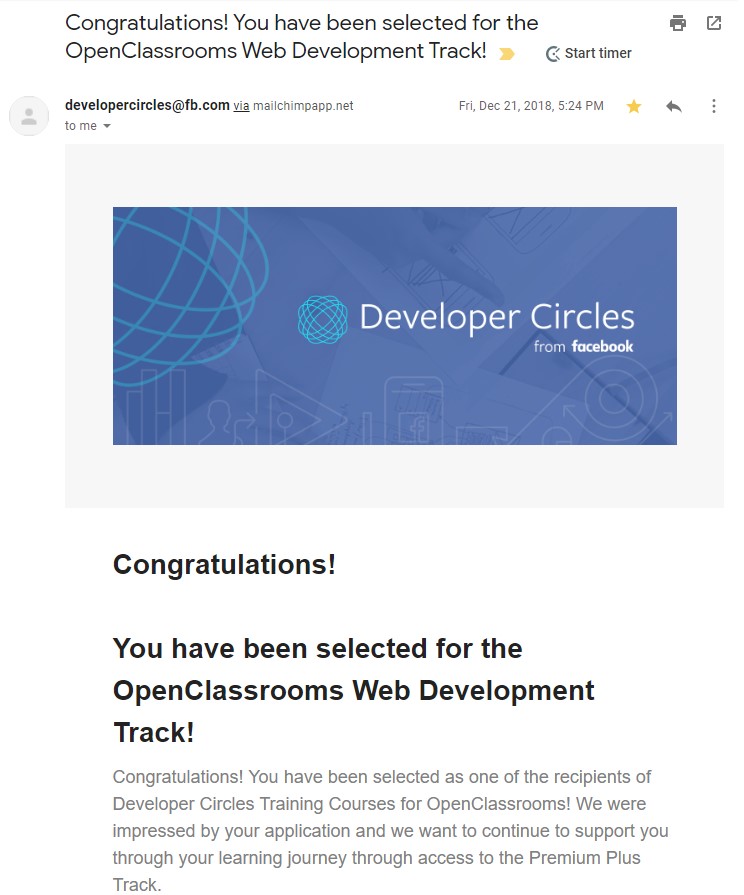 Congratulations! You have been selected for the
OpenClassrooms Web Development Track!
Start timer
developercircles@fb.com via mailchimpapp.net
Fri, Dec 21, 2018, 5:24 PM
to me
Developer Circles
from facebook
Congratulations!
You have been selected for the
OpenClassrooms Web Development
Track!
Congratulations! You have been selected as one of the recipients of
Developer Circles Training Courses for OpenClassrooms! We were
impressed by your application and we want to continue to support you
through your learning journey through access to the Premium Plus
Track.